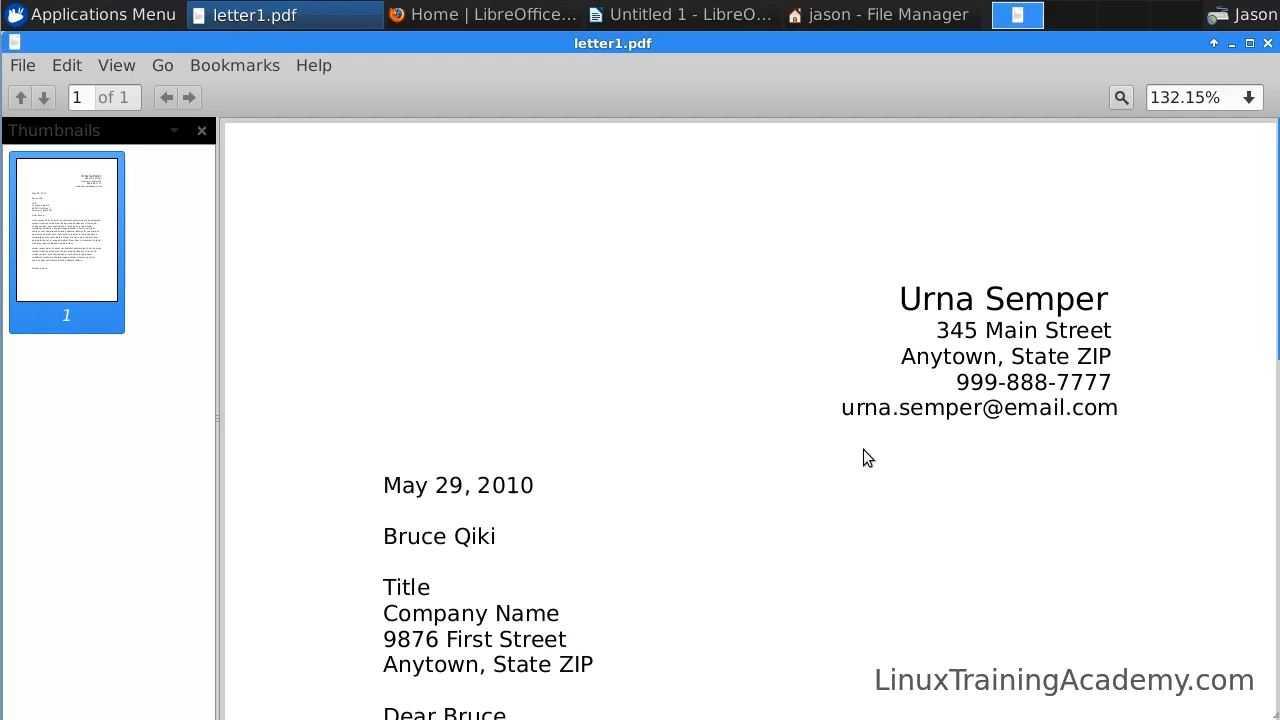 Applications Menu
letter1.pdf
Home | LibreOffice...
Untitled 1 - LibreO...
jason - File Manager
Jason
letter1.pdf
File Edit View Go Bookmarks Help
1 of 1
132.15%
Thumbnails
1
Urna Semper
345 Main Street
Anytown, State ZIP
999-888-7777
urna.semper@email.com
May 29, 2010
Bruce Qiki
Title
Company Name
9876 First Street
Anytown, State ZIP
Dear Bruce
LinuxTrainingAcademy.com